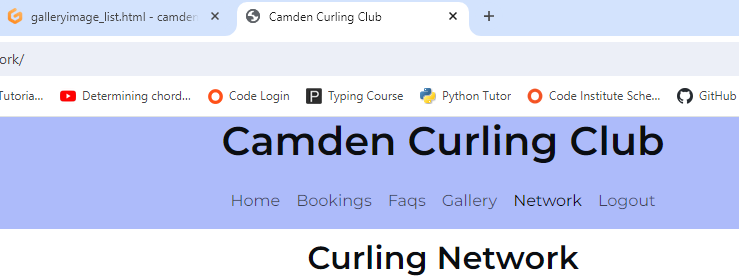 galleryimage_list.html - camden
Camden Curling Club
ork/
Tutoria... Determining chord... Code Login Typing Course Python Tutor Code Institute Sche... GitHub
Camden Curling Club
Home Bookings Faqs Gallery Network Logout
Curling Network